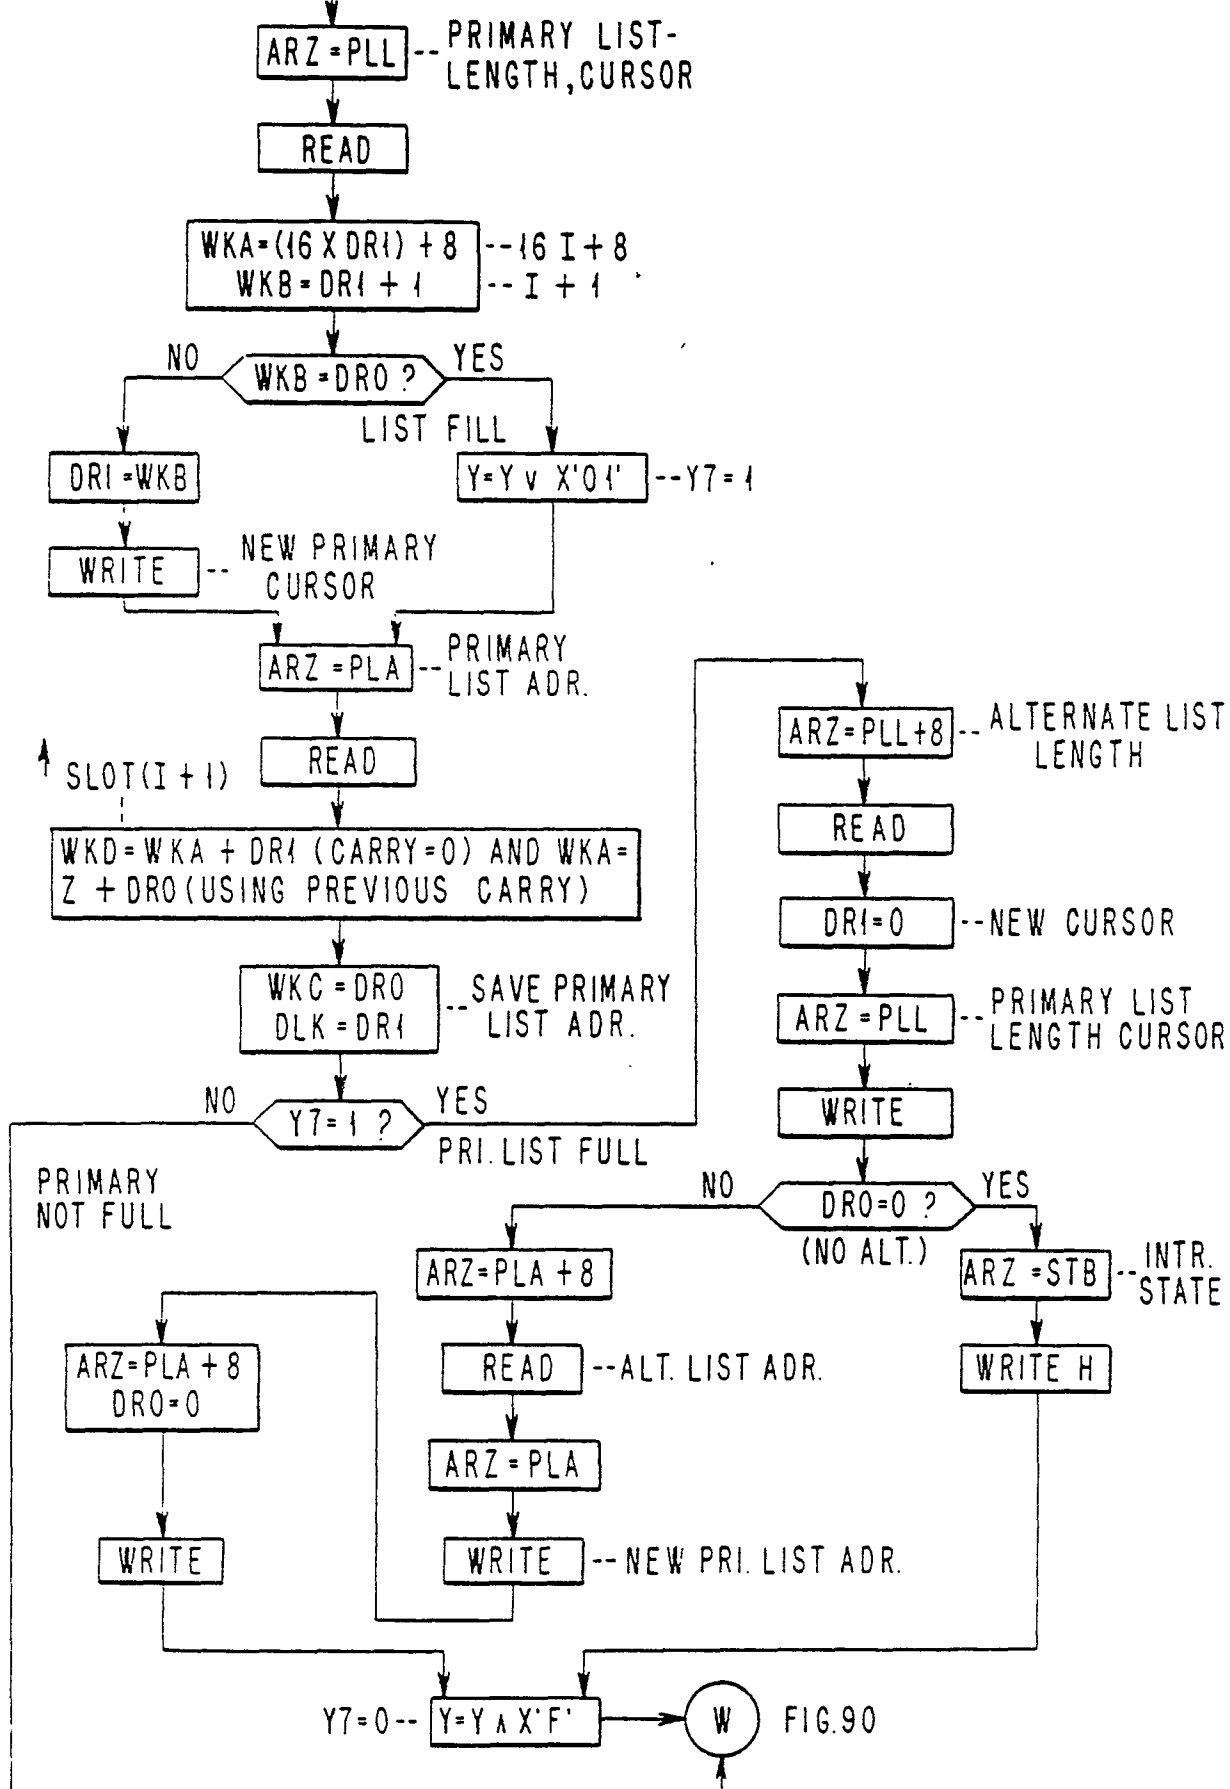 ARZ = PLL -- PRIMARY LIST-
LENGTH, CURSOR
READ
WKA=(16 X DR1) + 8 --16 I+8
WKB=DR1 + 1 --I + 1
NO
WKB=DR0 ?
YES
LIST FILL
DR1=WKB
Y=Y v X'01' --Y7=1
WRITE -- NEW PRIMARY
CURSOR
ARZ = PLA -- PRIMARY
LIST ADR.
READ
SLOT(I + 1)
WKD=WKA + DR1 (CARRY=0) AND WKA=
Z + DR0(USING PREVIOUS CARRY)
WKC = DR0
DLK = DR1
--SAVE PRIMARY
LIST ADR.
NO
Y7=1 ?
YES
PRI. LIST FULL
PRIMARY
NOT FULL
ARZ=PLL+8 -- ALTERNATE LIST
LENGTH
READ
DR1=0 --NEW CURSOR
ARZ=PLL --PRIMARY LIST
LENGTH CURSOR
WRITE
NO
DR0=0 ?
YES
(NO ALT.)
ARZ=PLA + 8
ARZ =STB --INTR.
STATE
READ --ALT. LIST ADR.
WRITE H
ARZ = PLA
WRITE --NEW PRI. LIST ADR.
ARZ=PLA + 8
DR0=0
WRITE
Y7=0-- Y=Y ∧ X'F'
W FIG.90